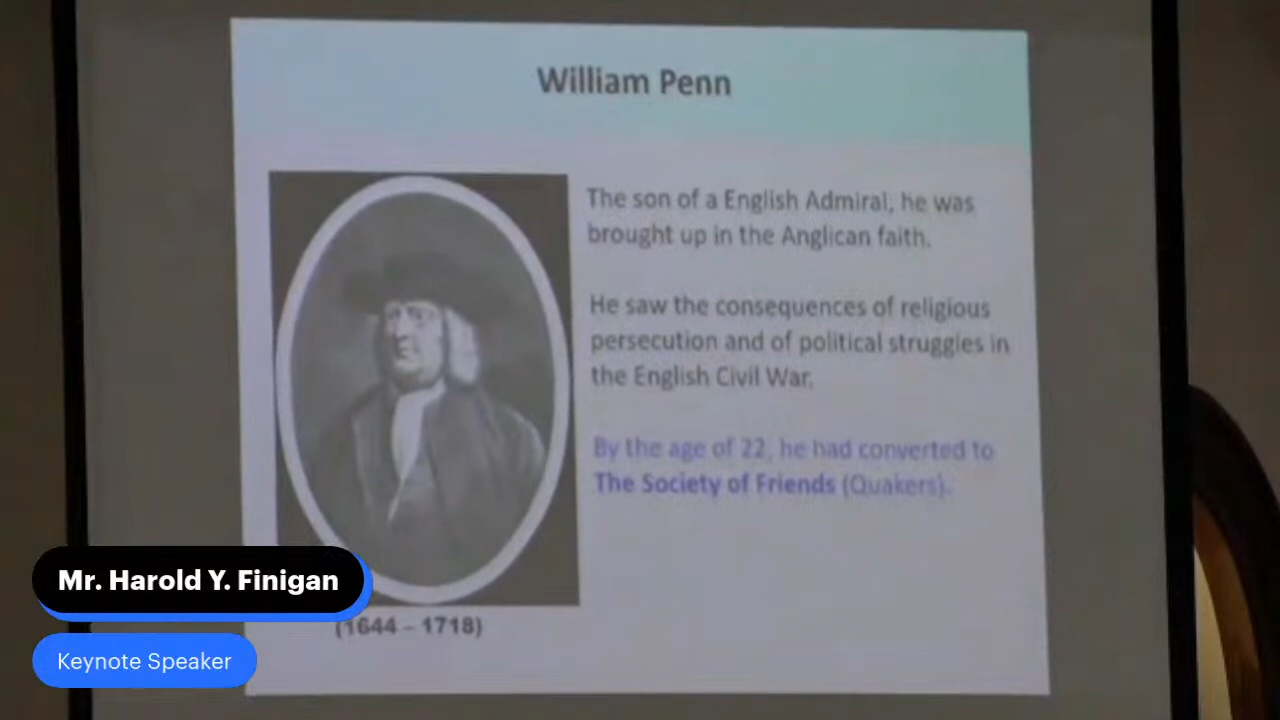 William Penn
The son of a English Admiral, he was
brought up in the Anglican faith.
He saw the consequences of religious
persecution and of political struggles in
the English Civil War.
By the age of 22, he had converted to
The Society of Friends (Quakers).
(1644 – 1718)
Mr. Harold Y. Finigan
Keynote Speaker